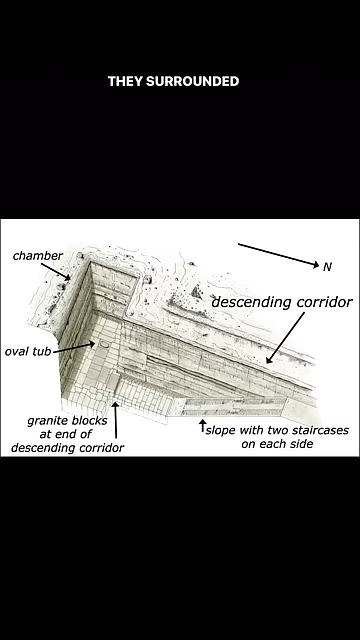 THEY SURROUNDED
chamber
N
descending corridor
oval tub
granite blocks
at end of
descending corridor
slope with two staircases
on each side